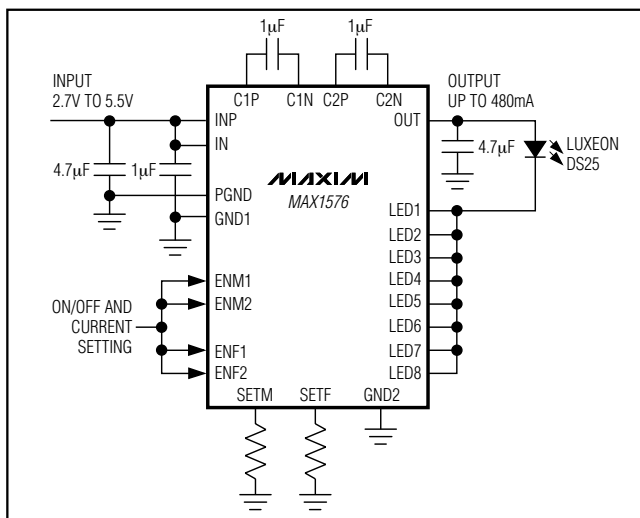 1µF
1µF
INPUT
2.7V TO 5.5V
C1P
C1N
C2P
C2N
OUTPUT
UP TO 480mA
INP
OUT
IN
4.7µF
1µF
4.7µF
LUXEON
DS25
PGND
MAXIM
MAX1576
GND1
LED1
LED2
LED3
ENM1
LED4
ON/OFF AND
CURRENT
SETTING
ENM2
LED5
LED6
ENF1
LED7
ENF2
LED8
SETM
SETF
GND2